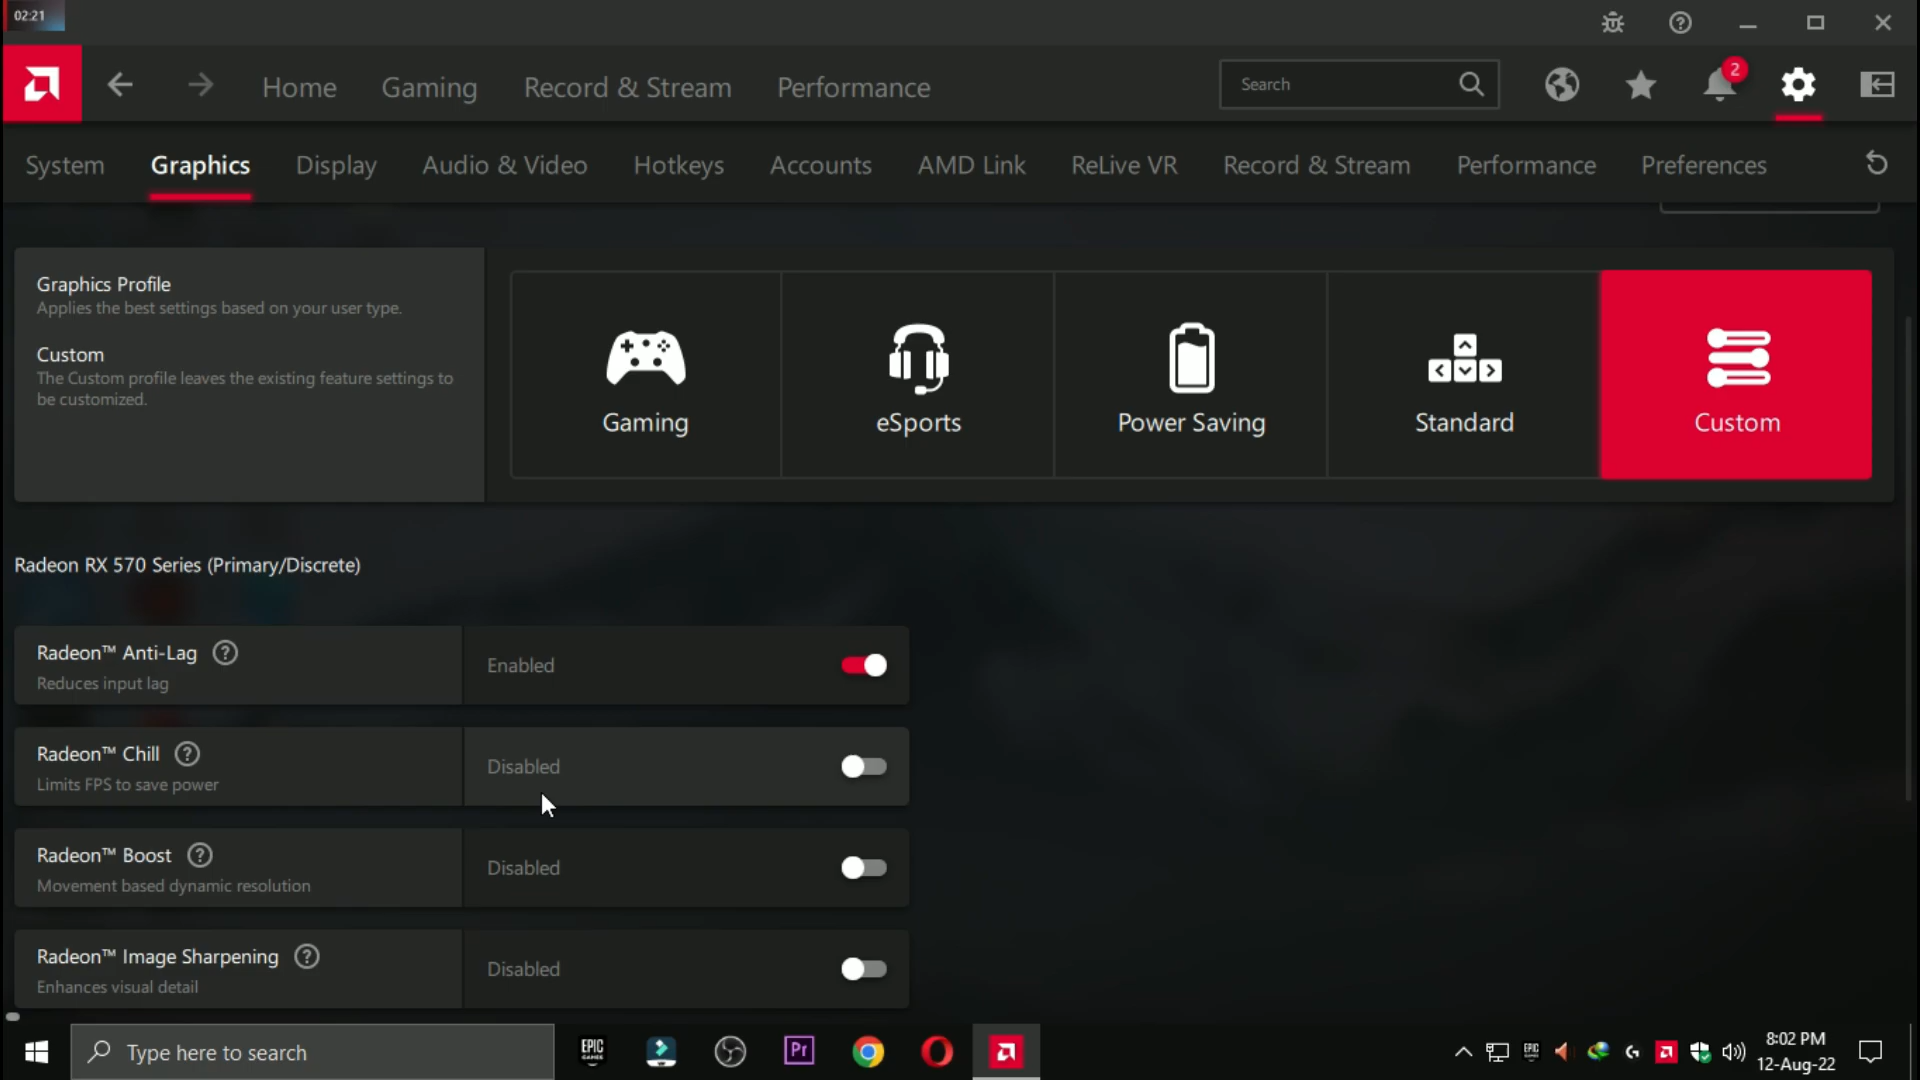 02:21
Home Gaming Record & Stream Performance Search 2
System Graphics Display Audio & Video Hotkeys Accounts AMD Link ReLive VR Record & Stream Performance Preferences
Graphics Profile
Applies the best settings based on your user type.
Custom
The Custom profile leaves the existing feature settings to
be customized.
Gaming eSports Power Saving Standard Custom
Radeon RX 570 Series (Primary/Discrete)
Radeon™ Anti-Lag ?
Reduces input lag
Enabled
Radeon™ Chill ?
Limits FPS to save power
Disabled
Radeon™ Boost ?
Movement based dynamic resolution
Disabled
Radeon™ Image Sharpening ?
Enhances visual detail
Disabled
Type here to search
EPIC
GAMES
Pr
EPIC
8:02 PM
12-Aug-22